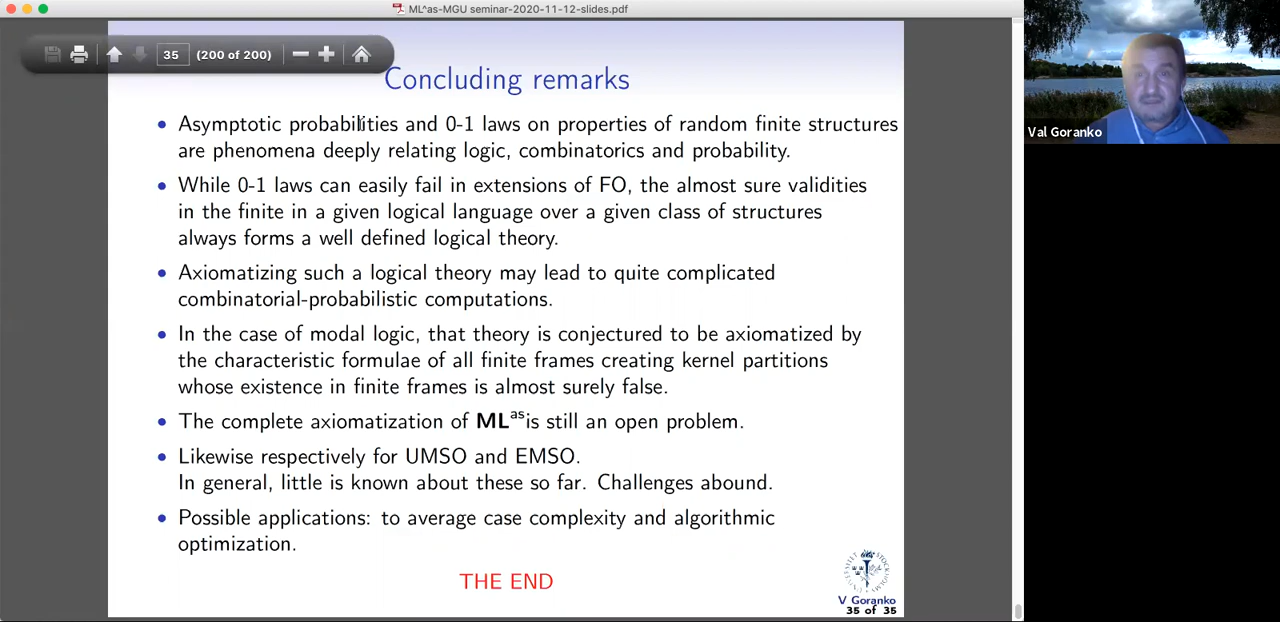 ML^as-MGU seminar-2020-11-12-slides.pdf
35
(200 of 200)
Concluding remarks
• Asymptotic probabilities and 0-1 laws on properties of random finite structures
are phenomena deeply relating logic, combinatorics and probability.
• While 0-1 laws can easily fail in extensions of FO, the almost sure validities
in the finite in a given logical language over a given class of structures
always forms a well defined logical theory.
• Axiomatizing such a logical theory may lead to quite complicated
combinatorial-probabilistic computations.
• In the case of modal logic, that theory is conjectured to be axiomatized by
the characteristic formulae of all finite frames creating kernel partitions
whose existence in finite frames is almost surely false.
• The complete axiomatization of ML^as is still an open problem.
• Likewise respectively for UMSO and EMSO.
In general, little is known about these so far. Challenges abound.
• Possible applications: to average case complexity and algorithmic
optimization.
THE END
V Goranko
35 of 35
Val Goranko